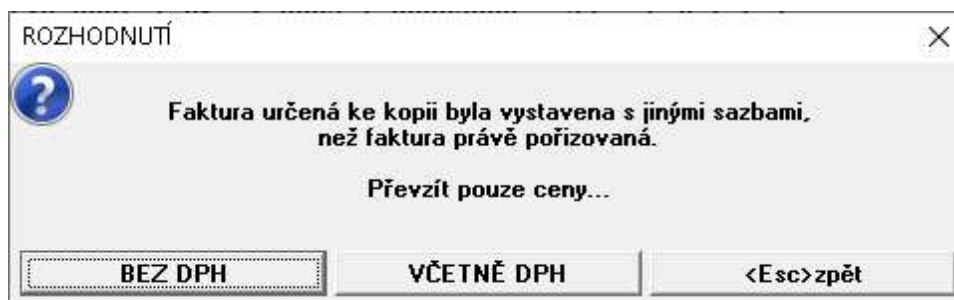 ROZHODNUTÍ
?
Faktura určená ke kopii byla vystavena s jinými sazbami,
než faktura právě pořizovaná.
Převzít pouze ceny...
BEZ DPH
VČETNĚ DPH
<Esc>zpět